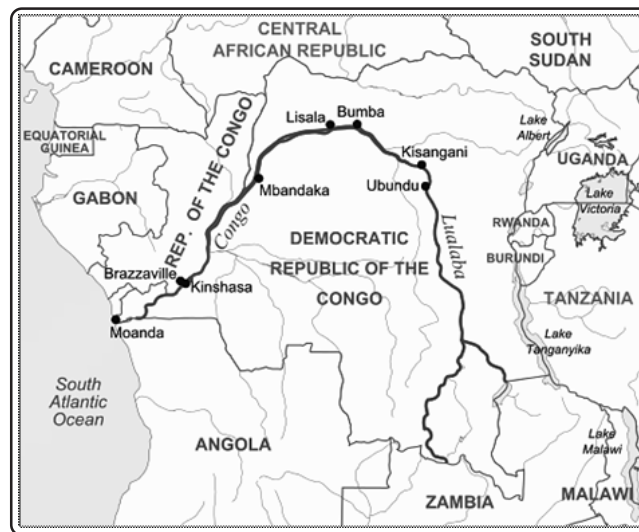 CENTRAL
AFRICAN REPUBLIC
SOUTH
SUDAN
CAMEROON
Lisala
Bumba
Lake
Albert
EQUATORIAL
GUINEA
REP. OF THE CONGO
Kisangani
UGANDA
GABON
Mbandaka
Ubundu
Lake
Victoria
Congo
Lualaba
RWANDA
DEMOCRATIC
REPUBLIC OF THE
CONGO
BURUNDI
Brazzaville
Kinshasa
TANZANIA
Moanda
Lake
Tanganyika
South
Atlantic
Ocean
ANGOLA
Lake
Malawi
ZAMBIA
MALAWI